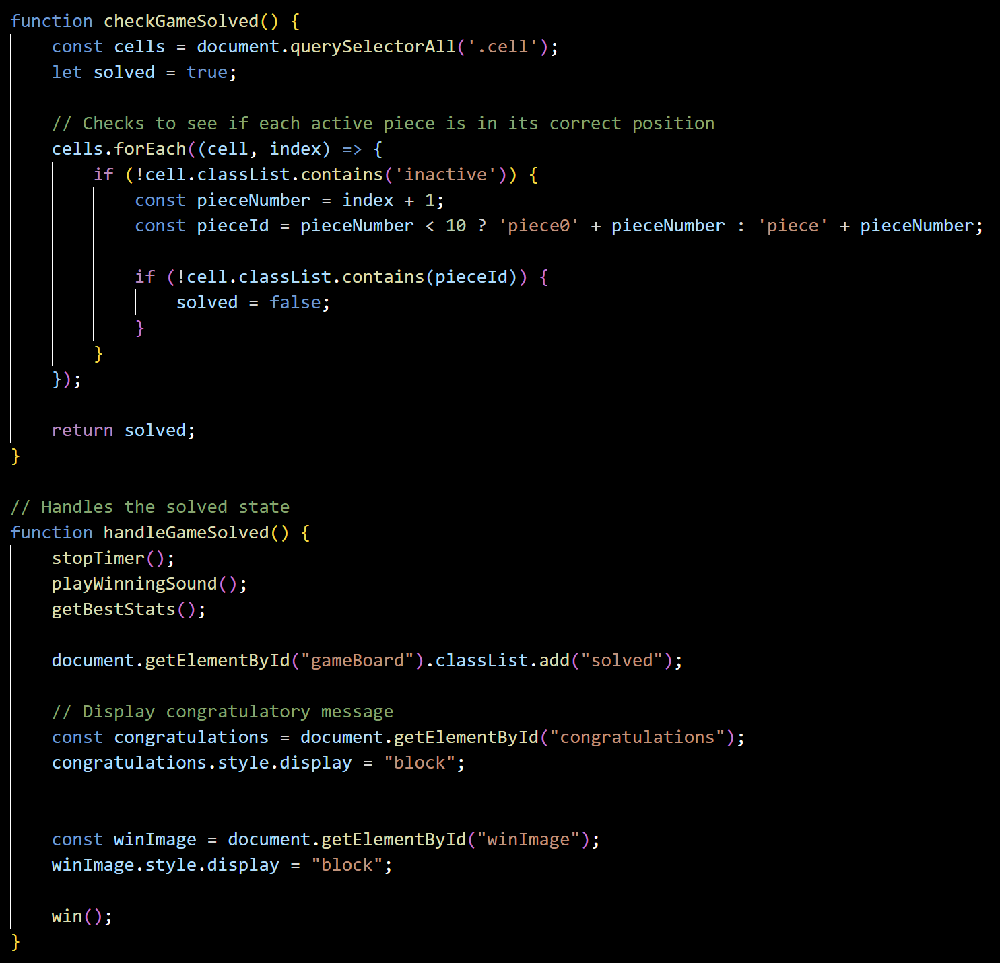 function checkGameSolved() {
    const cells = document.querySelectorAll('.cell');
    let solved = true;

    // Checks to see if each active piece is in its correct position
    cells.forEach((cell, index) => {
        if (!cell.classList.contains('inactive')) {
            const pieceNumber = index + 1;
            const pieceId = pieceNumber < 10 ? 'piece0' + pieceNumber : 'piece' + pieceNumber;

            if (!cell.classList.contains(pieceId)) {
                solved = false;
            }
        }
    });

    return solved;
}

// Handles the solved state
function handleGameSolved() {
    stopTimer();
    playWinningSound();
    getBestStats();

    document.getElementById("gameBoard").classList.add("solved");

    // Display congratulatory message
    const congratulations = document.getElementById("congratulations");
    congratulations.style.display = "block";


    const winImage = document.getElementById("winImage");
    winImage.style.display = "block";

    win();
}